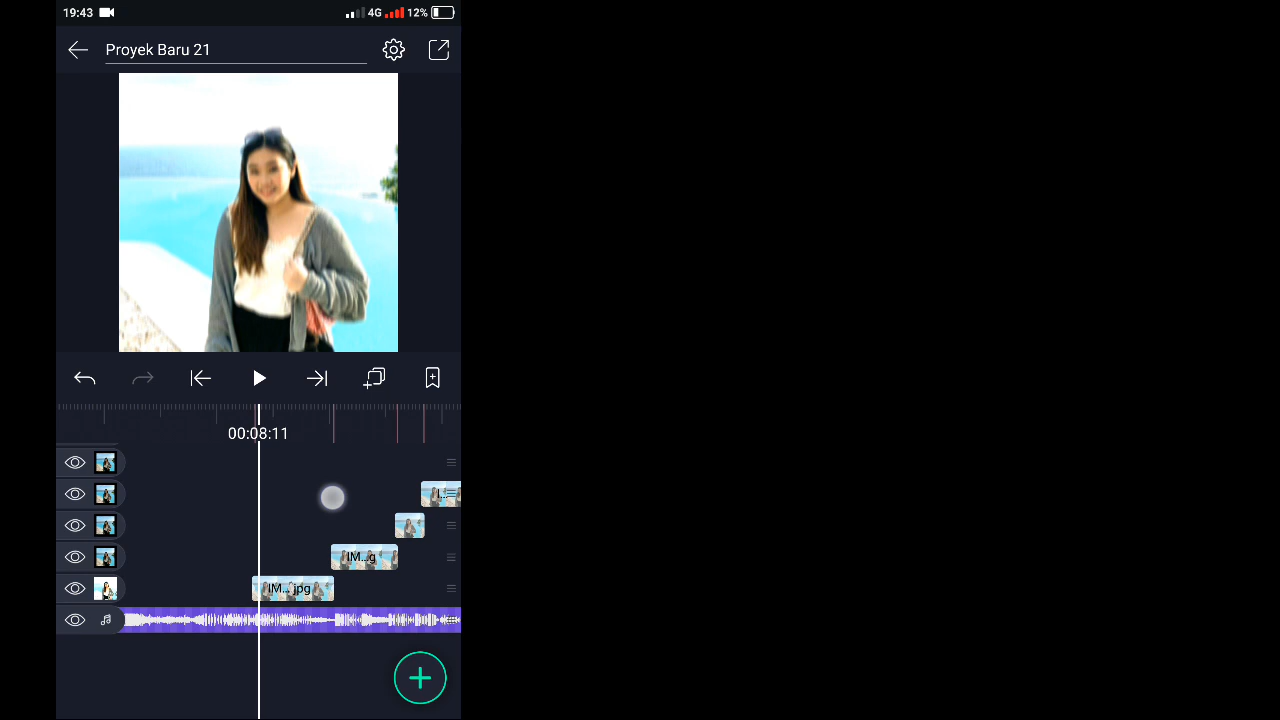 19:43 4G 12%
Proyek Baru 21
00:08:11
I...
IM...g
IM...jpg